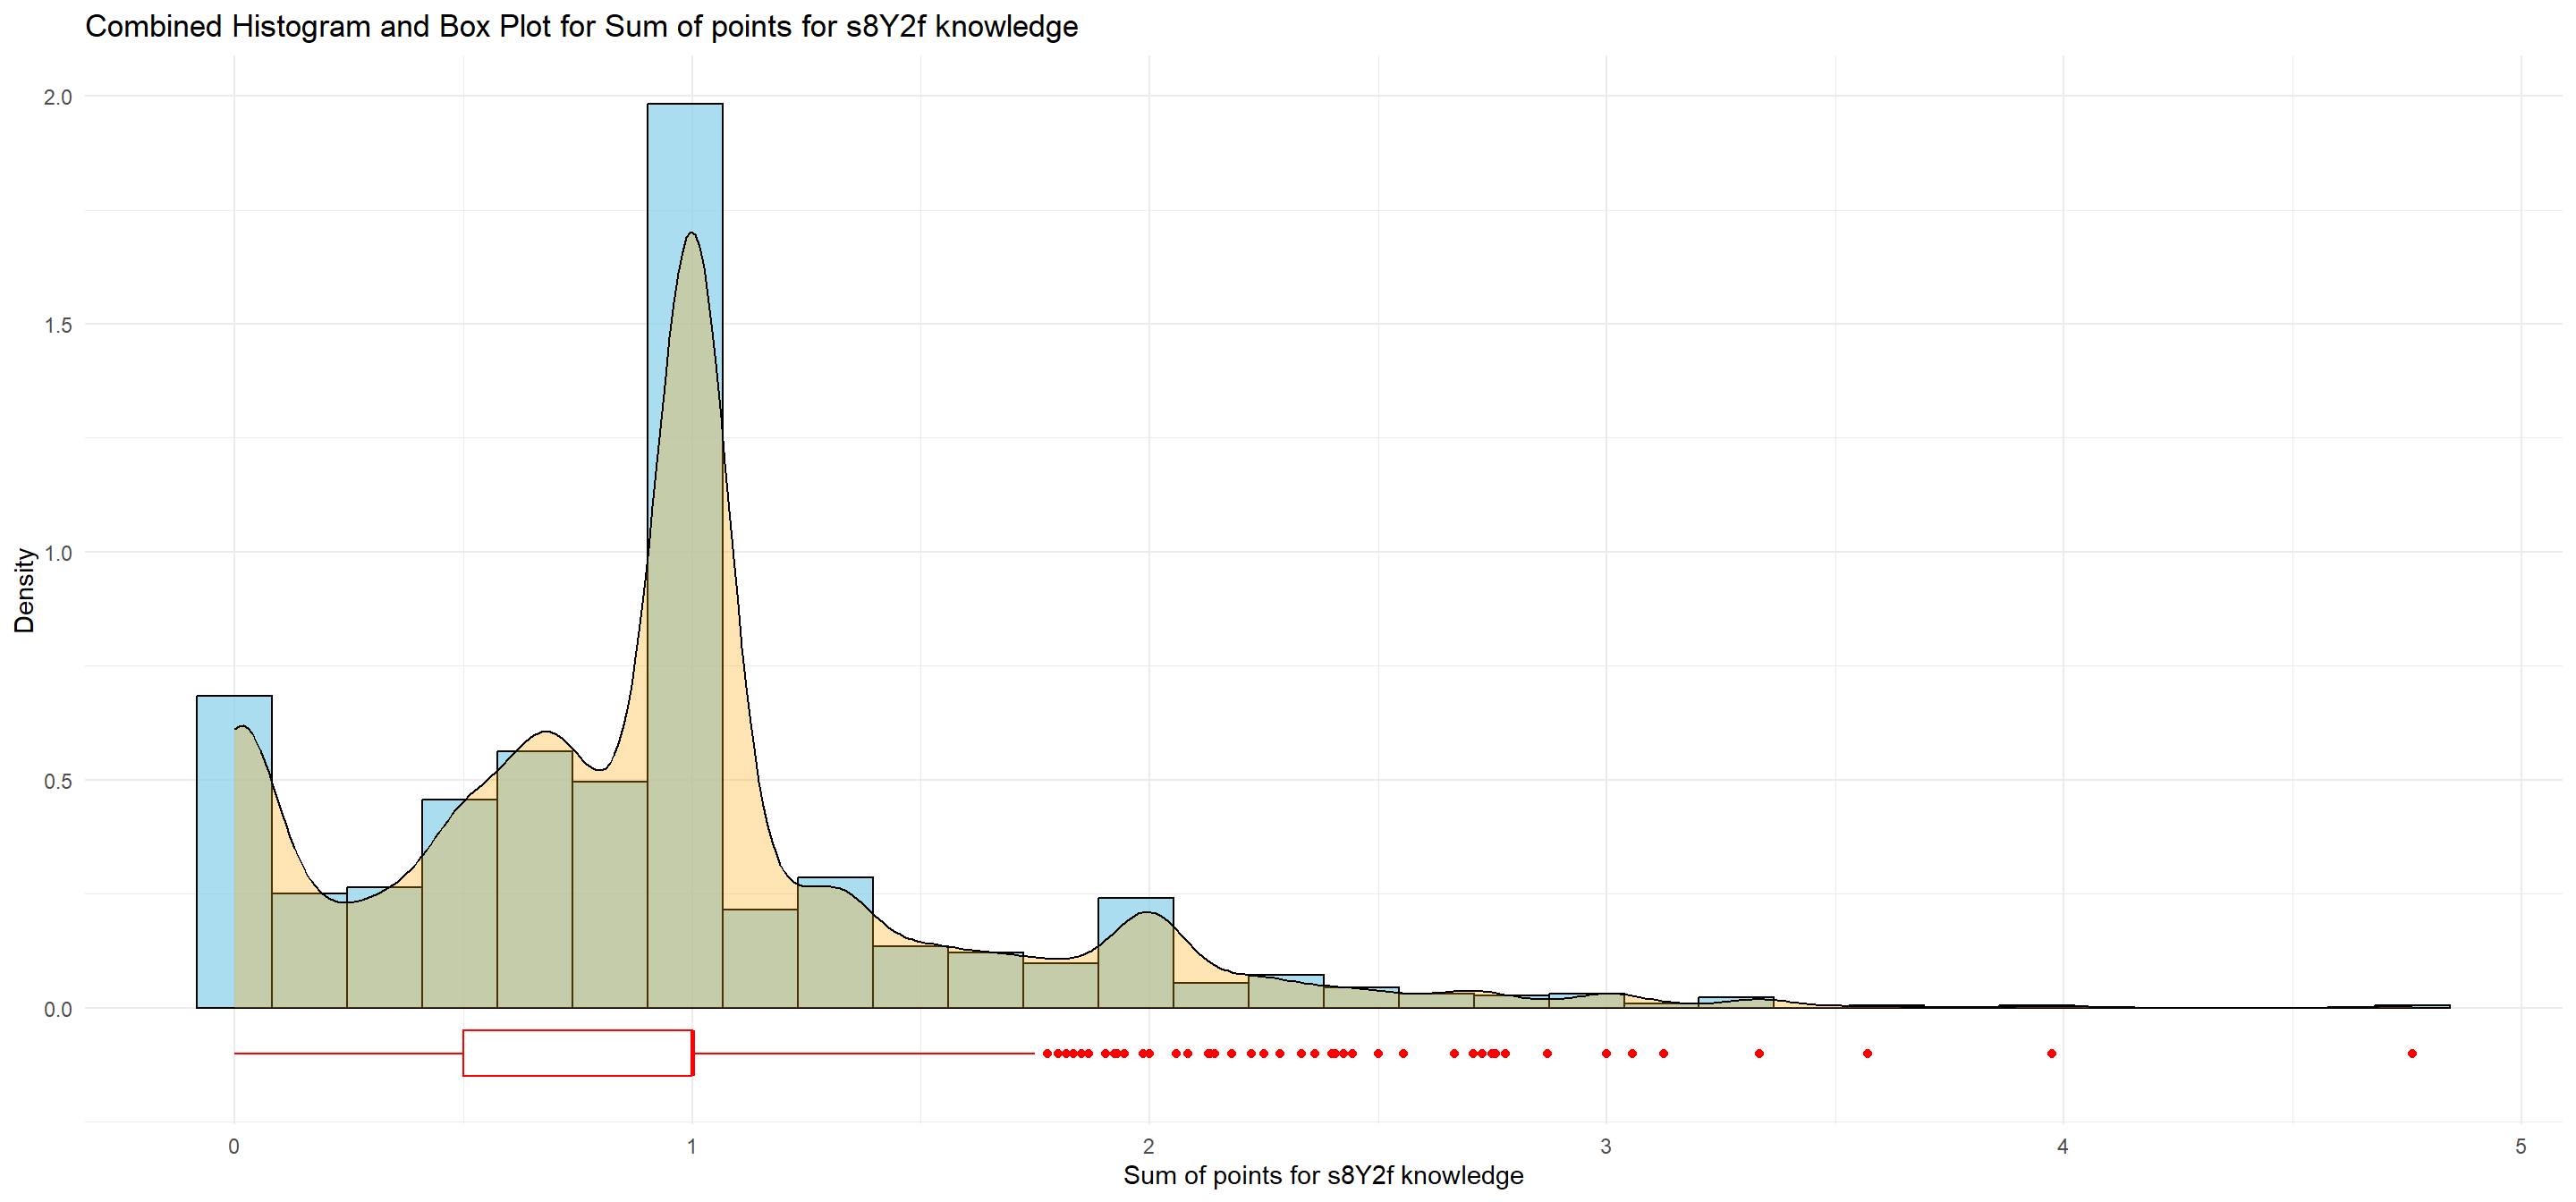 Combined Histogram and Box Plot for Sum of points for s8Y2f knowledge
2.0
1.5
1.0
0.5
0.0
Density
0 1 2 3 4 5
Sum of points for s8Y2f knowledge